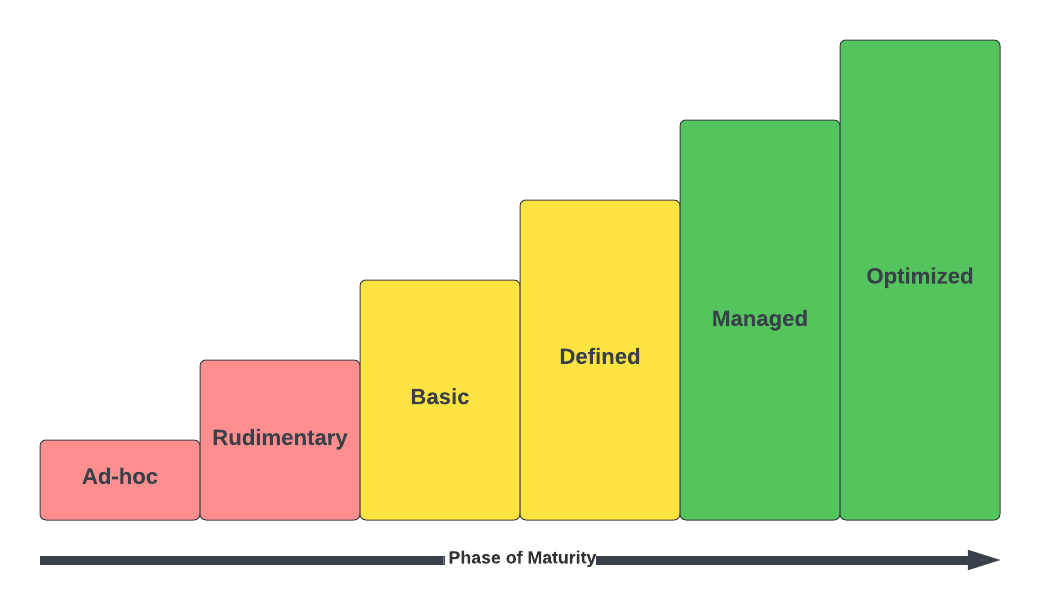 Ad-hoc
Rudimentary
Basic
Defined
Managed
Optimized
Phase of Maturity